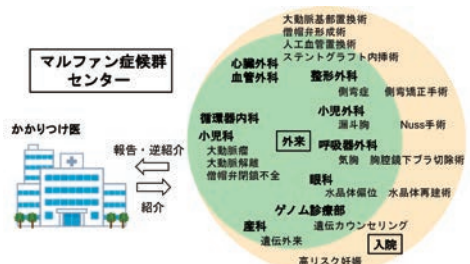 マルファン症候群
センター
かかりつけ医
報告・逆紹介
紹介
大動脈基部置換術
僧帽弁形成術
人工血管置換術
ステントグラフト内挿術
心臓外科
血管外科
整形外科
側弯症 側弯矯正手術
小児外科
漏斗胸 Nuss手術
循環器内科
小児科
大動脈瘤
大動脈解離
僧帽弁閉鎖不全
外来
呼吸器外科
気胸 胸腔鏡下ブラ切除術
眼科
水晶体偏位 水晶体再建術
ゲノム診療部
遺伝カウンセリング
産科
遺伝外来
入院
高リスク妊娠